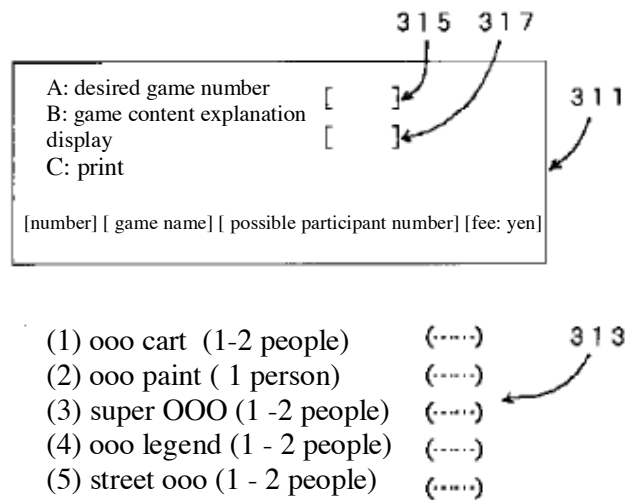 315 317
A: desired game number [ ]
B: game content explanation
display [ ]
C: print
311
[number] [ game name] [ possible participant number] [fee: yen]
(1) ooo cart (1-2 people) (......)
313
(2) ooo paint ( 1 person) (......)
(3) super OOO (1 -2 people) (......)
(4) ooo legend (1 - 2 people) (......)
(5) street ooo (1 - 2 people) (......)